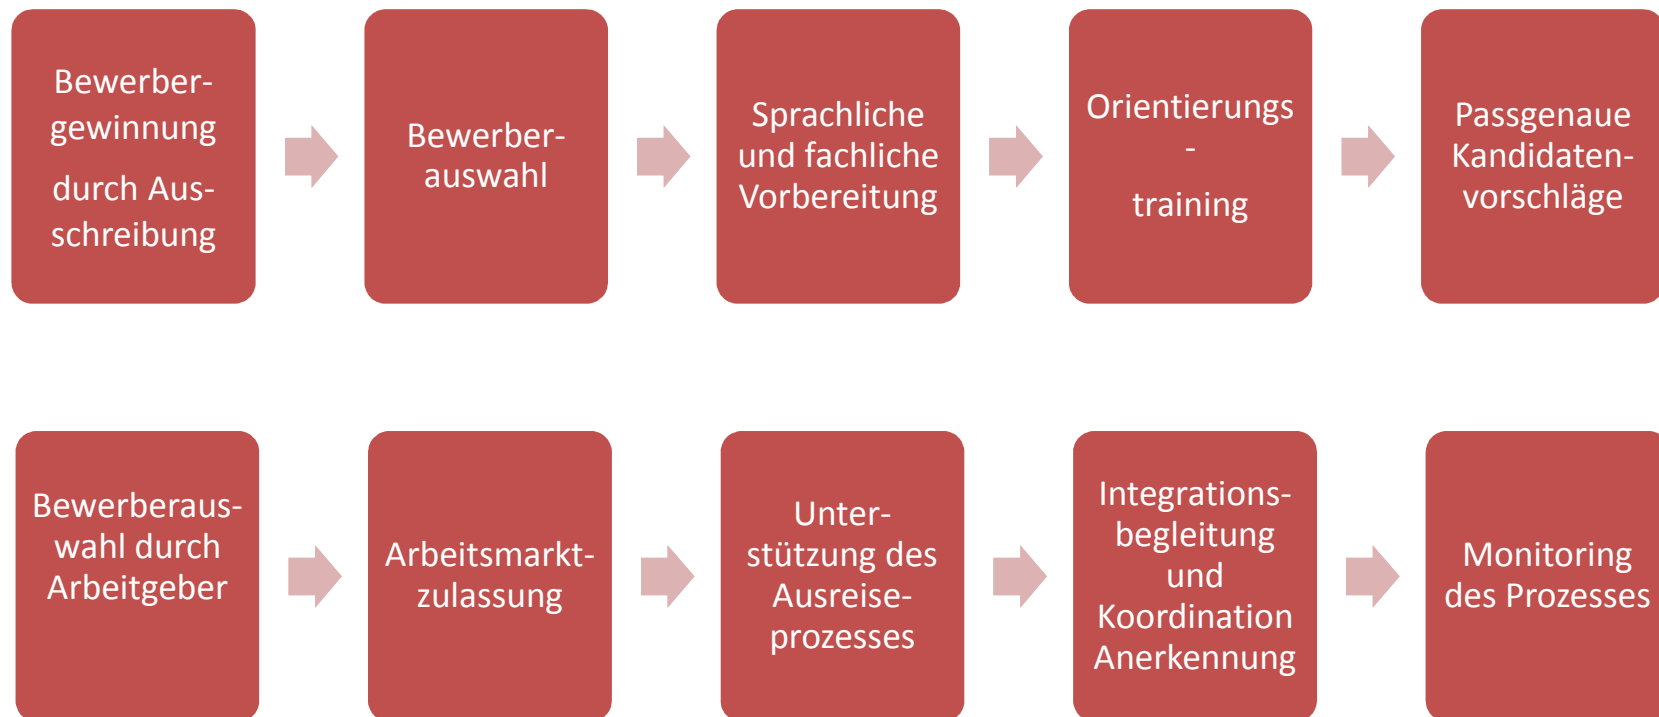 Bewerber-
gewinnung
durch Aus-
schreibung
Bewerber-
auswahl
Sprachliche
und fachliche
Vorbereitung
Orientierungs
-
training
Passgenaue
Kandidaten-
vorschläge
Bewerberaus-
wahl durch
Arbeitgeber
Arbeitsmarkt-
zulassung
Unter-
stützung des
Ausreise-
prozesses
Integrations-
begleitung
und
Koordination
Anerkennung
Monitoring
des Prozesses